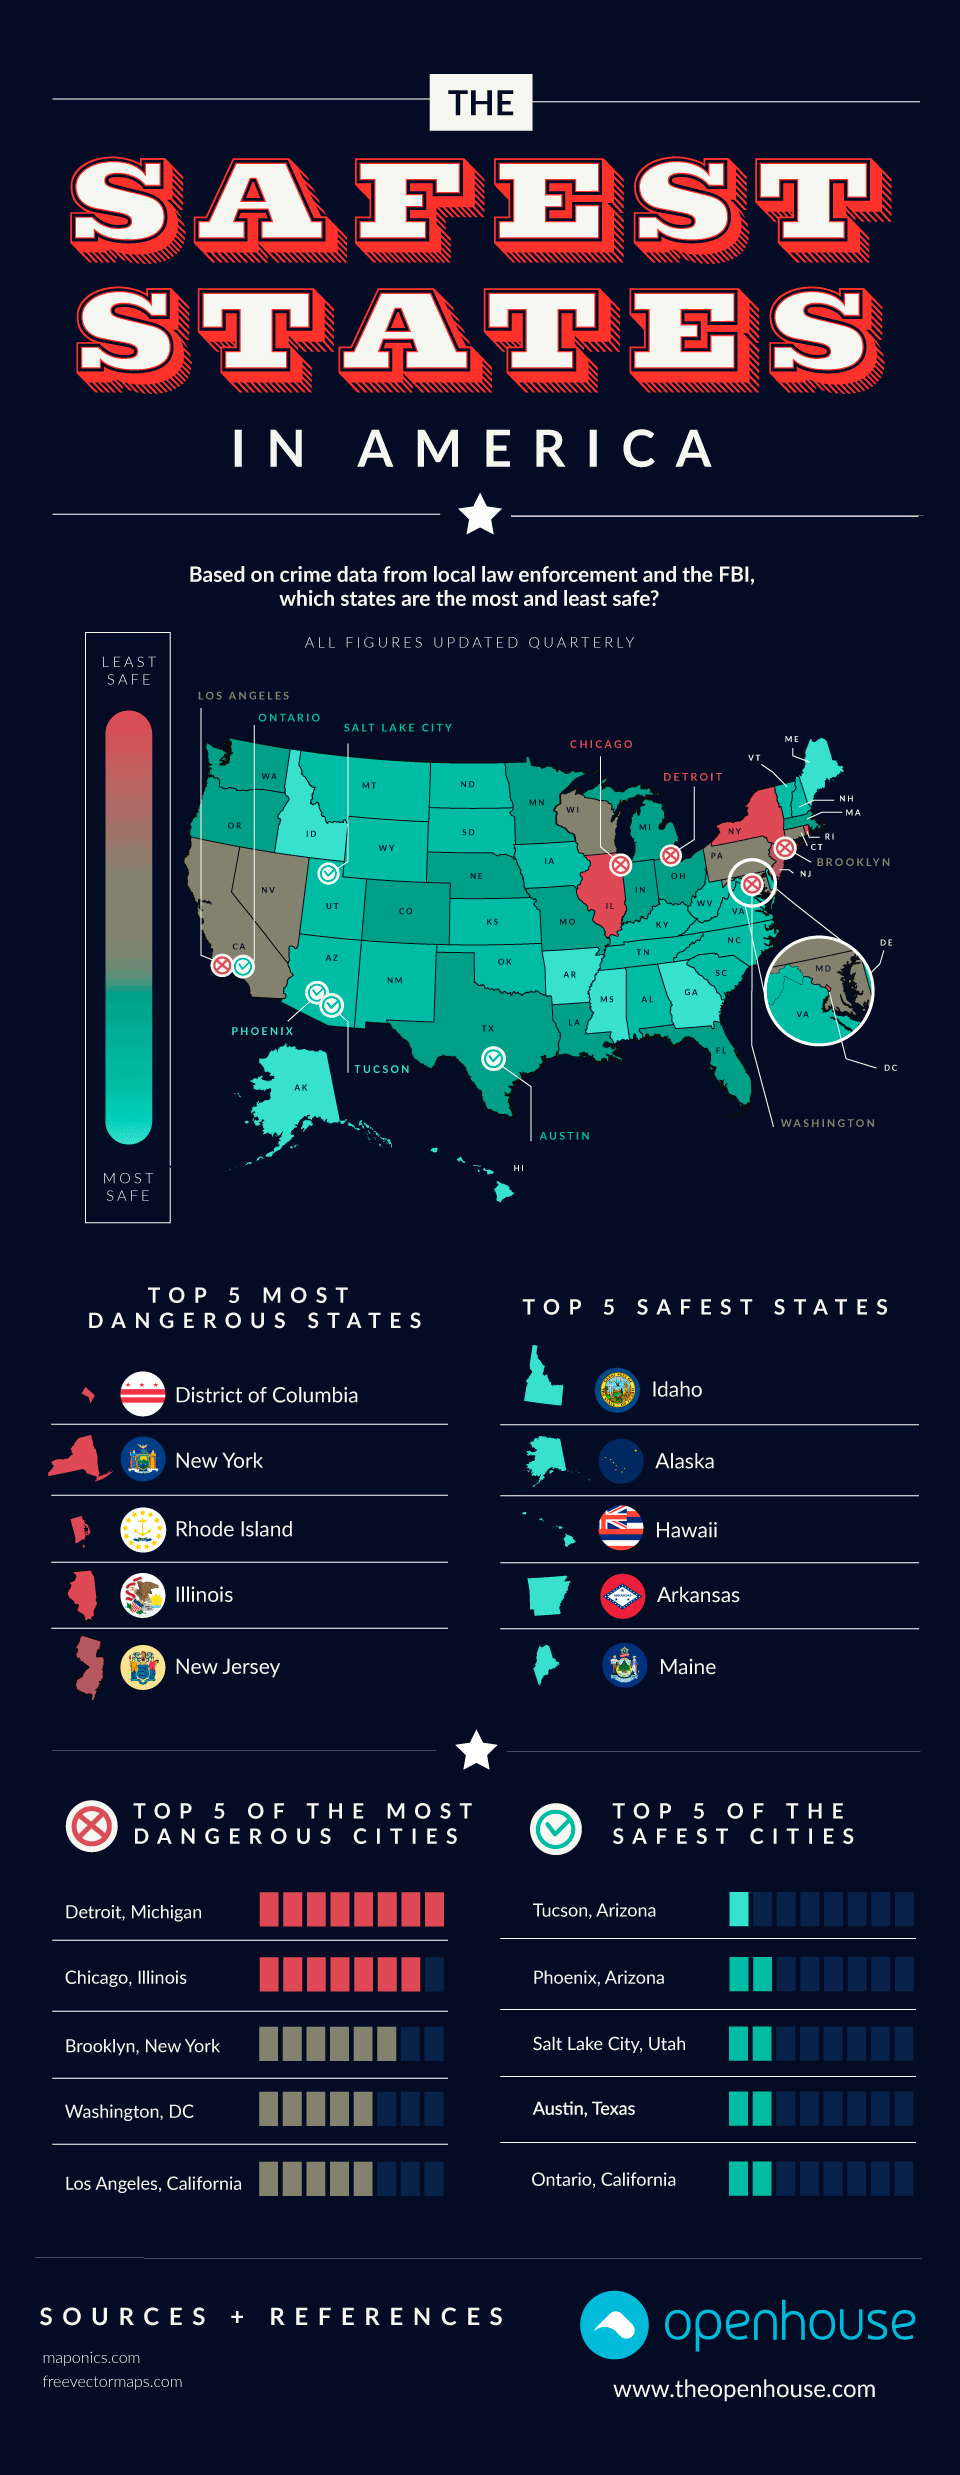 THE
SAFEST
STATES
IN AMERICA
Based on crime data from local law enforcement and the FBI,
which states are the most and least safe?
ALL FIGURES UPDATED QUARTERLY
LEAST
SAFE
MOST
SAFE
LOS ANGELES
ONTARIO
SALT LAKE CITY
CHICAGO
DETROIT
ME
VT
NH
MA
RI
CT
BROOKLYN
NJ
WA
MT
ND
MN
WI
MI
NY
OR
ID
SD
WY
IA
PA
NE
NV
UT
CO
IL
IN
OH
WV
VA
KS
MO
KY
CA
AZ
NM
OK
TN
NC
DE
AR
SC
MS
AL
GA
MD
VA
TX
LA
FL
DC
PHOENIX
TUCSON
AK
AUSTIN
WASHINGTON
HI
TOP 5 MOST
DANGEROUS STATES
District of Columbia
New York
Rhode Island
Illinois
New Jersey
TOP 5 SAFEST STATES
Idaho
Alaska
Hawaii
Arkansas
Maine
TOP 5 OF THE MOST
DANGEROUS CITIES
Detroit, Michigan
Chicago, Illinois
Brooklyn, New York
Washington, DC
Los Angeles, California
TOP 5 OF THE
SAFEST CITIES
Tucson, Arizona
Phoenix, Arizona
Salt Lake City, Utah
Austin, Texas
Ontario, California
SOURCES + REFERENCES
maponics.com
freevectormaps.com
openhouse
www.theopenhouse.com